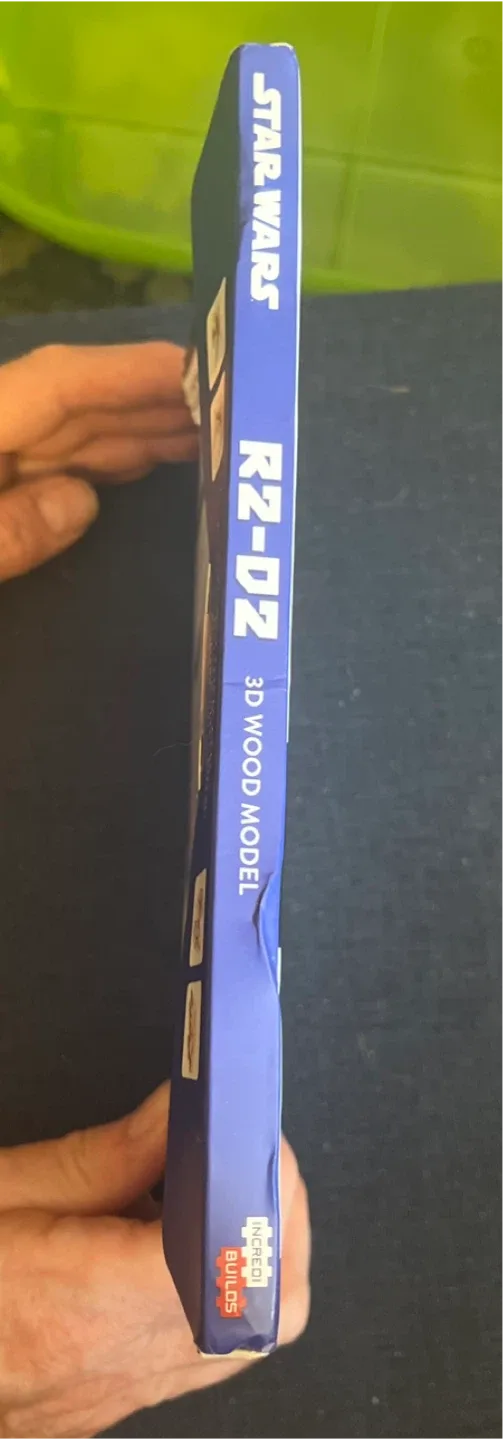 STAR WARS
R2-D2
3D WOOD MODEL
INCREDI
BUILDS